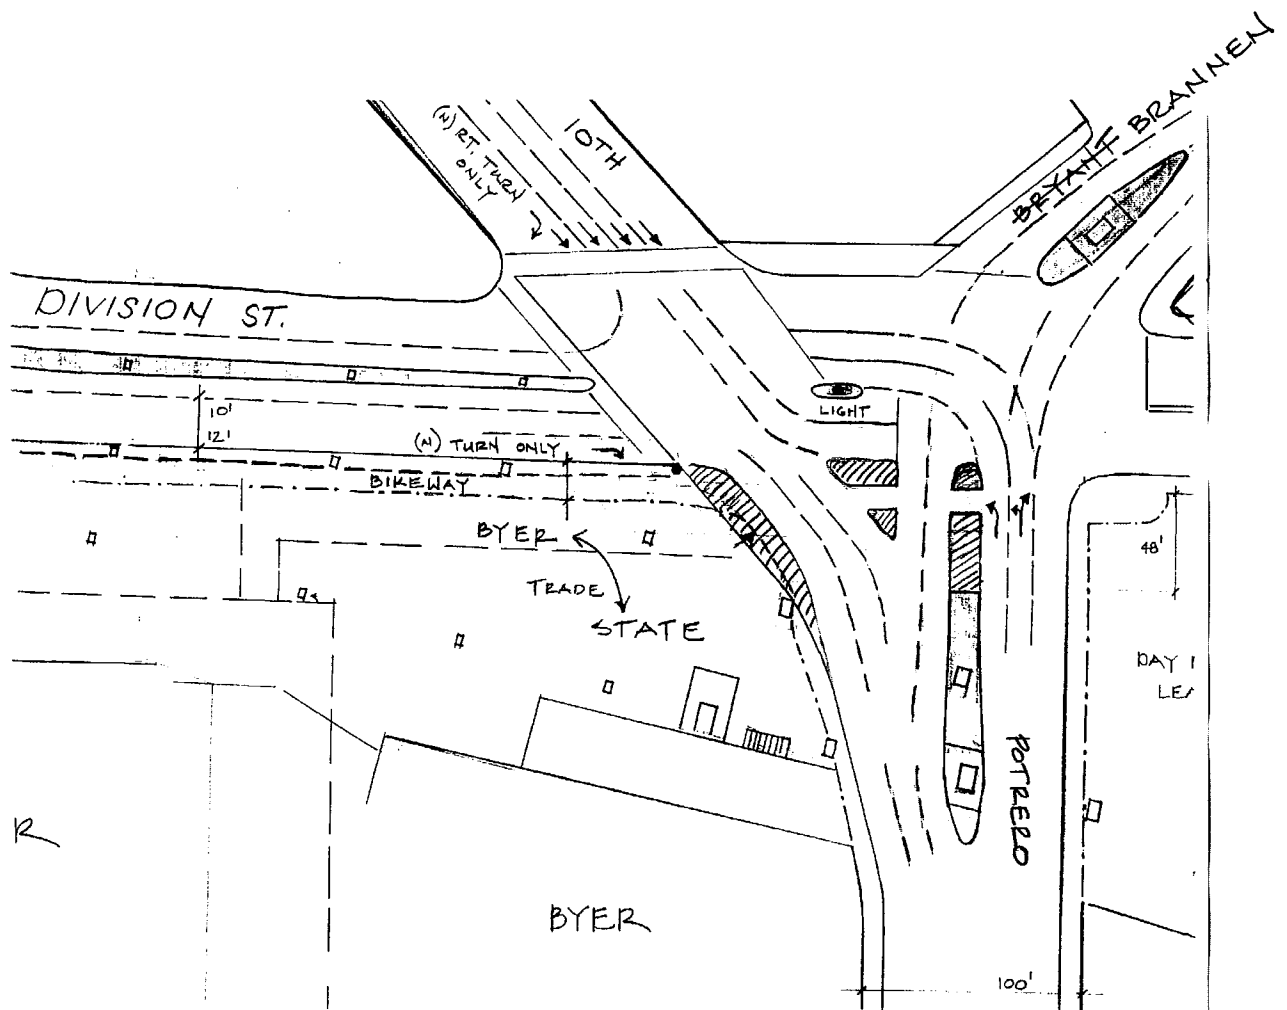 BRYANT BRANNEN
10TH
(N) RT. TURN
ONLY
DIVISION ST.
10'
12'
LIGHT
(N) TURN ONLY
BIKEWAY
BYER
TRADE
STATE
48'
DAY
POTRERO
R
BYER
100'